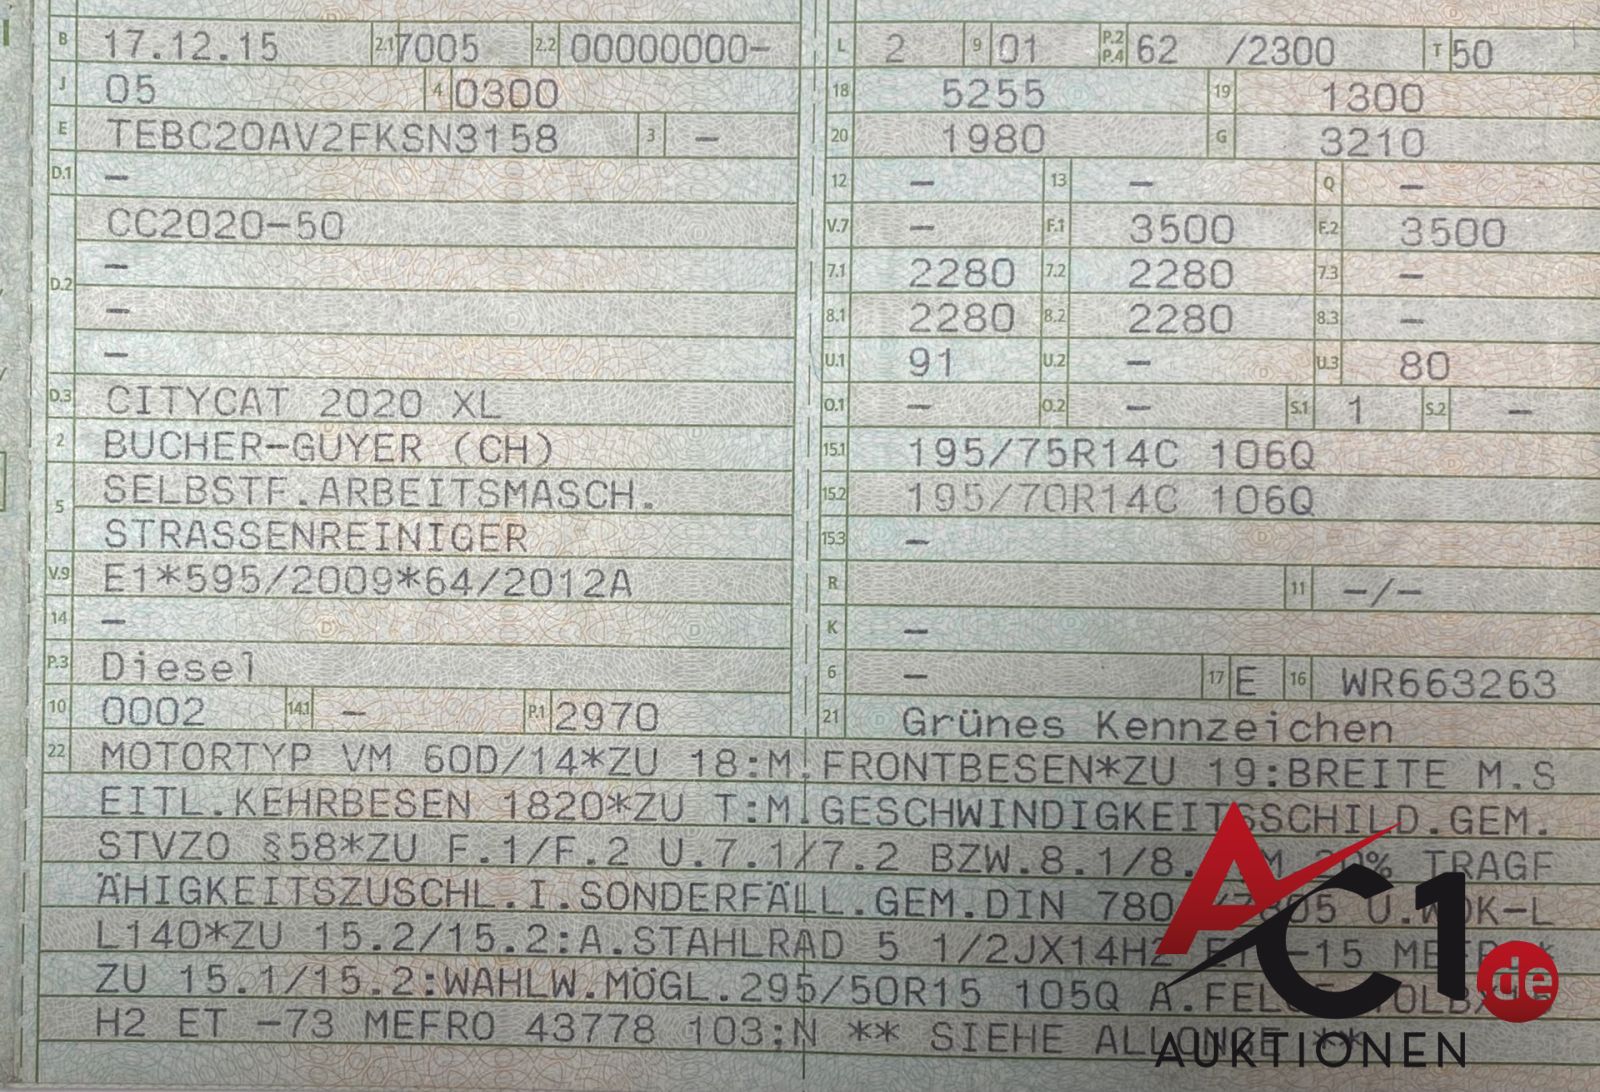 B 17.12.15 2.1 7005 2.2 00000000-
J 05 4 0300
E TEBC20AV2FKSN3158 3 -
D.1 -
CC2020-50
D.2 -
-
-
D.3 CITYCAT 2020 XL
2 BUCHER-GUYER (CH)
5 SELBSTF.ARBEITSMASCH.
STRASSENREINIGER
V.9 E1*595/2009*64/2012A
14 -
P.3 Diesel
10 0002 14.1 - P.1 2970
L 2 9 01 P.2 P.4 62 /2300 T 50
18 5255 19 1300
20 1980 G 3210
12 - 13 - Q -
V.7 - F.1 3500 F.2 3500
7.1 2280 7.2 2280 7.3 -
8.1 2280 8.2 2280 8.3 -
U.1 91 U.2 - U.3 80
O.1 - O.2 - S.1 1 S.2 -
15.1 195/75R14C 106Q
15.2 195/70R14C 106Q
15.3 -
R 11 -/-
K -
6 - 17 E 16 WR663263
21 Grünes Kennzeichen
22 MOTORTYP VM 60D/14*ZU 18:M.FRONTBESEN*ZU 19:BREITE M.S
EITL.KEHRBESEN 1820*ZU T:M.GESCHWINDIGKEITSSCHILD.GEM.
STVZO §58*ZU F.1/F.2 U.7.1/7.2 BZW.8.1/8. % TRAGF
ÄHIGKEITSZUSCHL.I.SONDERFÄLL.GEM.DIN 780 05 U.WDK-L
L140*ZU 15.2/15.2:A.STAHLRAD 5 1/2JX14H2 -15
ZU 15.1/15.2:WAHLW.MÖGL.295/50R15 105Q
H2 ET -73 MEFRO 43778 103;N ** SIEHE ALLONGE **
AC1.de
AUKTIONEN